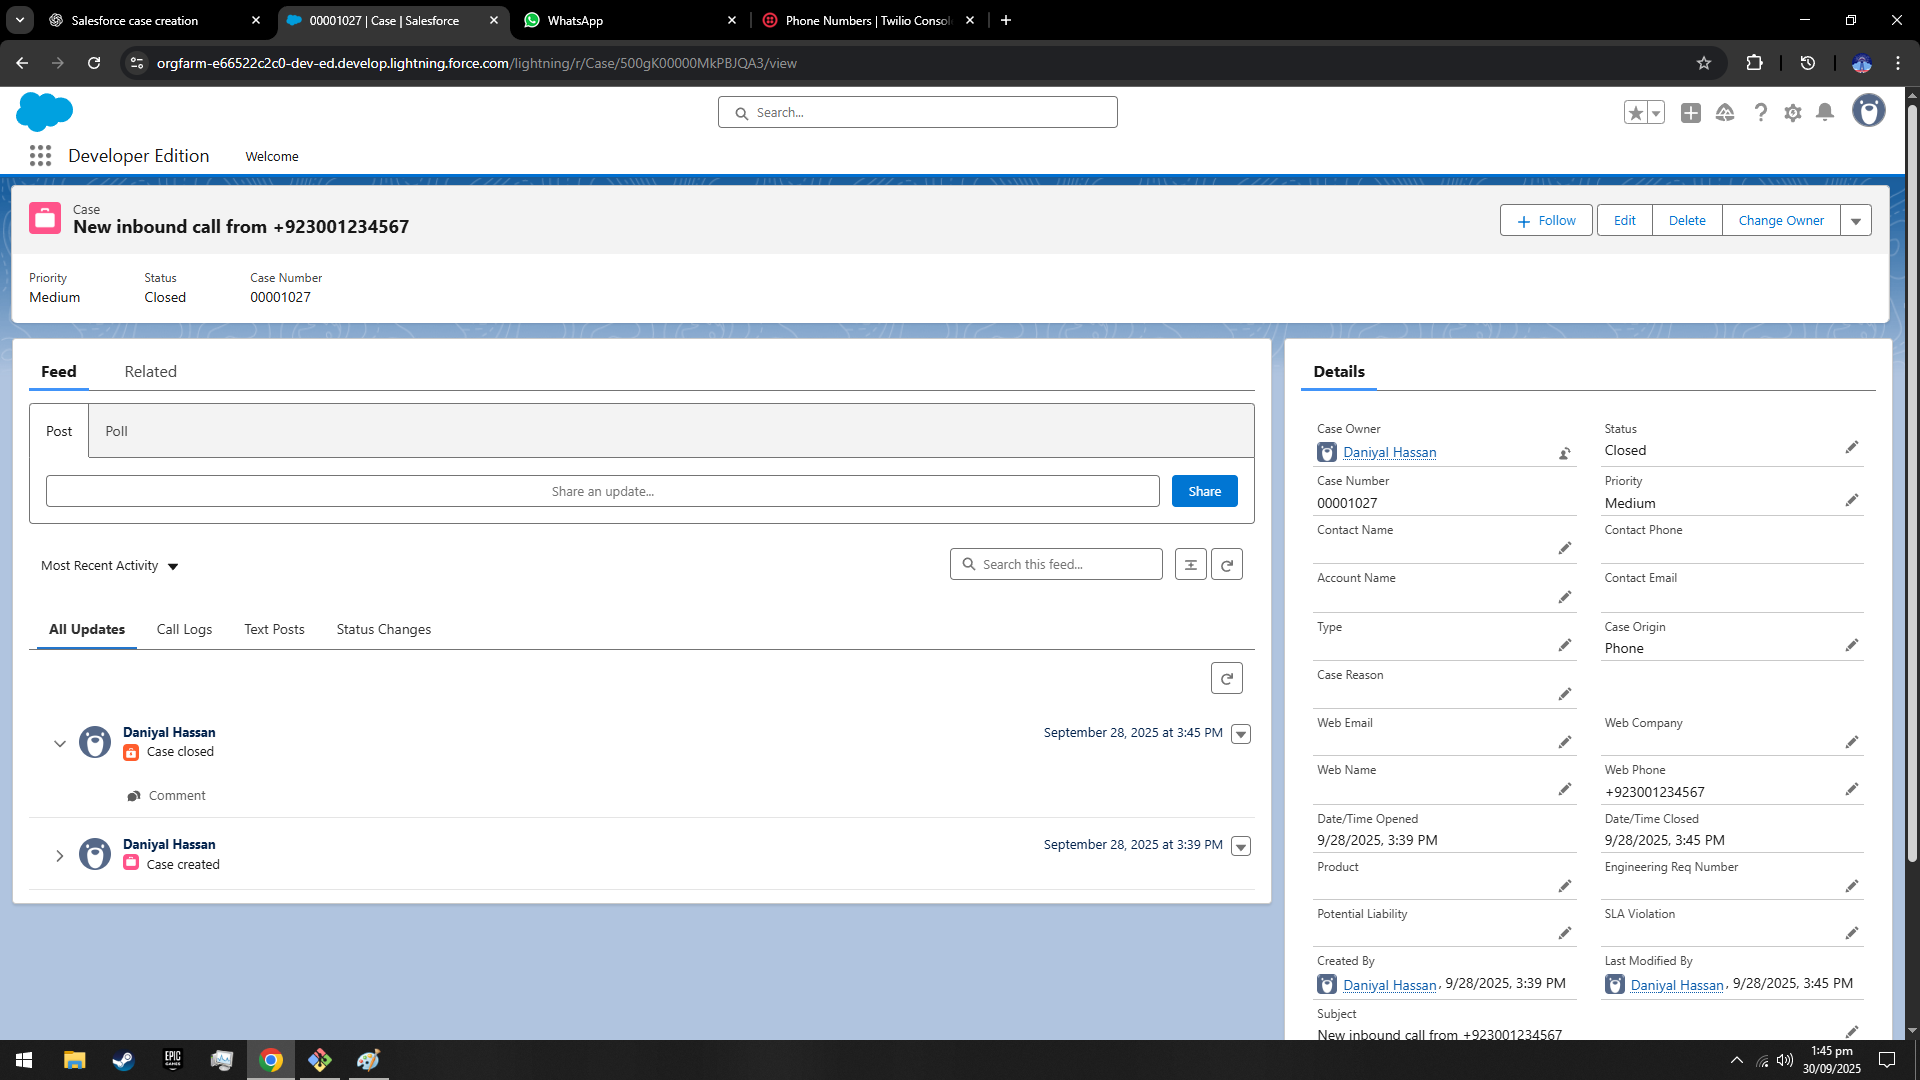 Salesforce case creation
00001027 | Case | Salesforce
WhatsApp
Phone Numbers | Twilio Consol
orgfarm-e66522c2c0-dev-ed.develop.lightning.force.com/lightning/r/Case/500gK00000MkPBJQA3/view
Search...
Developer Edition
Welcome
Case
New inbound call from +923001234567
Follow
Edit
Delete
Change Owner
Priority
Medium
Status
Closed
Case Number
00001027
Feed
Related
Post
Poll
Share an update...
Share
Most Recent Activity
Search this feed...
All Updates
Call Logs
Text Posts
Status Changes
Daniyal Hassan
Case closed
September 28, 2025 at 3:45 PM
Comment
Daniyal Hassan
Case created
September 28, 2025 at 3:39 PM
Details
Case Owner
Daniyal Hassan
Status
Closed
Case Number
00001027
Priority
Medium
Contact Name
Contact Phone
Account Name
Contact Email
Type
Case Origin
Phone
Case Reason
Web Email
Web Company
Web Name
Web Phone
+923001234567
Date/Time Opened
9/28/2025, 3:39 PM
Date/Time Closed
9/28/2025, 3:45 PM
Product
Engineering Req Number
Potential Liability
SLA Violation
Created By
Daniyal Hassan, 9/28/2025, 3:39 PM
Last Modified By
Daniyal Hassan, 9/28/2025, 3:45 PM
Subject
New inbound call from +923001234567
EPIC
GAMES
1:45 pm
30/09/2025